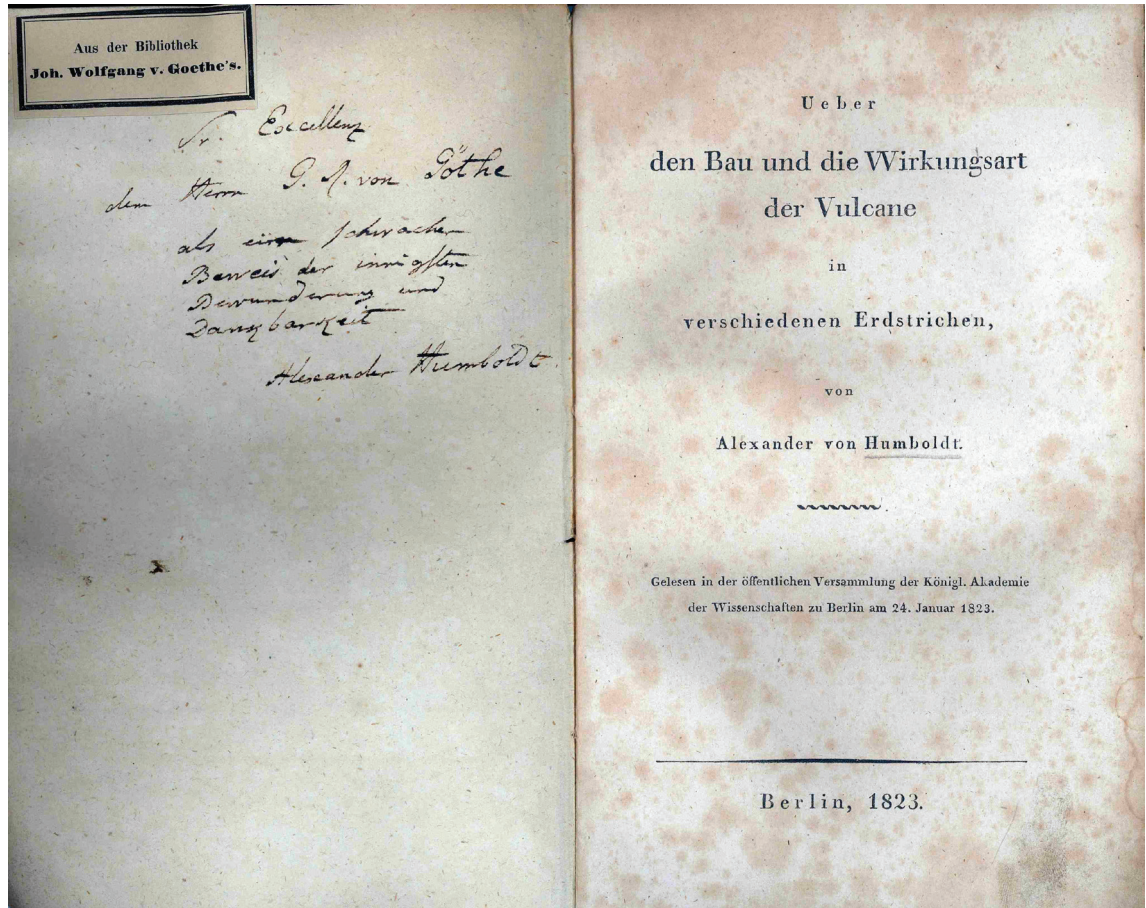 Aus der Bibliothek
Joh. Wolfgang v. Goethe's.
Sr. Excellenz
dem Herrn G. R. von Göthe
als ein schwacher
Beweis der innigsten
Bewunderung und
Dankbarkeit
Alexander Humboldt
Ueber
den Bau und die Wirkungsart
der Vulcane
in
verschiedenen Erdstrichen,
von
Alexander von Humboldt.
Gelesen in der öffentlichen Versammlung der Königl. Akademie
der Wissenschaften zu Berlin am 24. Januar 1823.
Berlin, 1823.